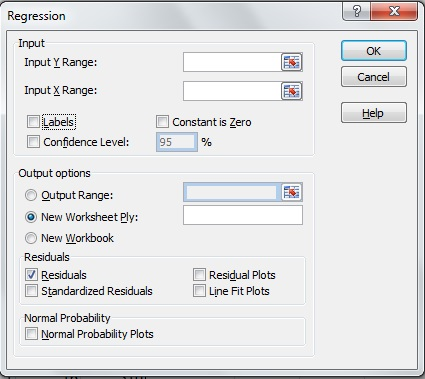 Regression
Input
Input Y Range:
Input X Range:
Labels Constant is Zero
Confidence Level: 95 %
OK
Cancel
Help
Output options
Output Range:
New Worksheet Ply:
New Workbook
Residuals
Residuals Residual Plots
Standardized Residuals Line Fit Plots
Normal Probability
Normal Probability Plots